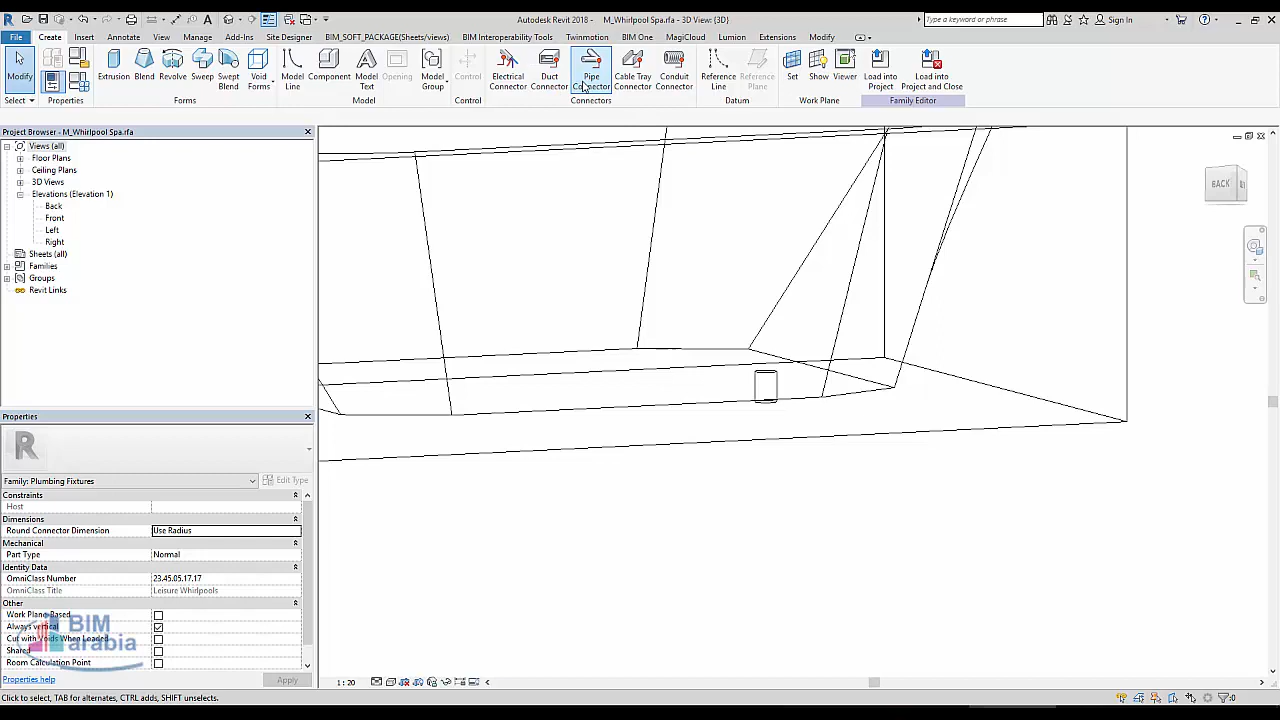 Autodesk Revit 2018 - M_Whirlpool Spa.rfa - 3D View: {3D}
Type a keyword or phrase
Sign In
File Create Insert Annotate View Manage Add-Ins Site Designer BIM_SOFT_PACKAGE(Sheets/views) BIM Interoperability Tools Twinmotion BIM One MagiCloud Lumion Extensions Modify
Modify Extrusion Blend Revolve Sweep Swept Blend Void Forms Model Line Component Model Text Opening Model Group Control Electrical Connector Duct Connector Pipe Connector Cable Tray Connector Conduit Connector Reference Line Reference Plane Set Show Viewer Load into Project Load into Project and Close
Select Properties Forms Model Control Connectors Datum Work Plane Family Editor
Project Browser - M_Whirlpool Spa.rfa
Views (all)
Floor Plans
Ceiling Plans
3D Views
Elevations (Elevation 1)
Back
Front
Left
Right
Sheets (all)
Families
Groups
Revit Links
BACK
Properties
R
Family: Plumbing Fixtures
Edit Type
Constraints
Host
Dimensions
Round Connector Dimension Use Radius
Mechanical
Part Type Normal
Identity Data
OmniClass Number 23.45.05.17.17
OmniClass Title Leisure Whirlpools
Other
Work Plane-Based
Always vertical
Cut with Voids When Loaded
Shared
Room Calculation Point
BIM
arabia
Properties help
Apply
1 : 20
Click to select, TAB for alternates, CTRL adds, SHIFT unselects.
:0